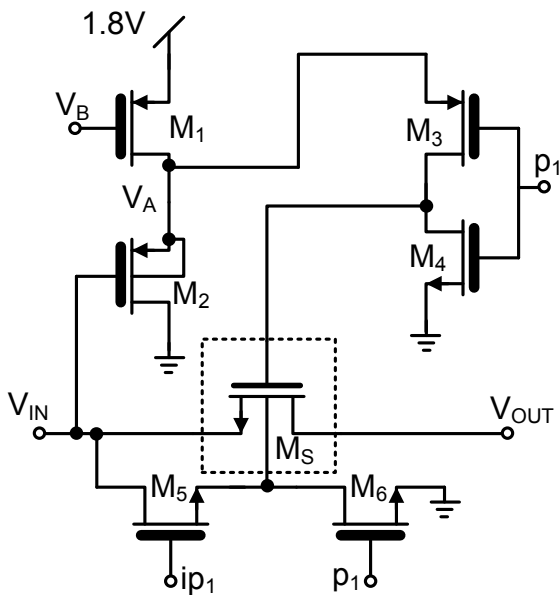 1.8V
V_B
M_1
M_3
p_1
V_A
M_2
M_4
V_IN
M_S
V_OUT
M_5
M_6
ip_1
p_1